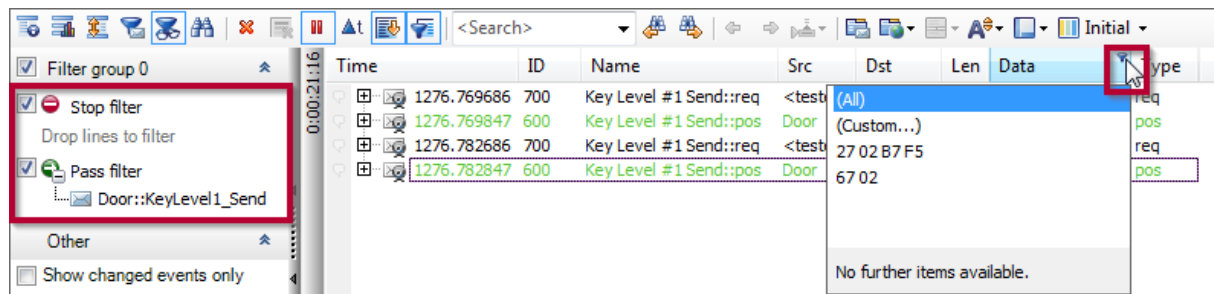 <Search>
Initial
Filter group 0
Stop filter
Drop lines to filter
Pass filter
Door::KeyLevel1_Send
Other
Show changed events only
0:00:21:16
Time ID Name Src Dst Len Data Type
1276.769686 700 Key Level #1 Send::req <test req
1276.769847 600 Key Level #1 Send::pos Door pos
1276.782686 700 Key Level #1 Send::req <test req
1276.782847 600 Key Level #1 Send::pos Door pos
(All)
(Custom...)
27 02 B7 F5
67 02
No further items available.